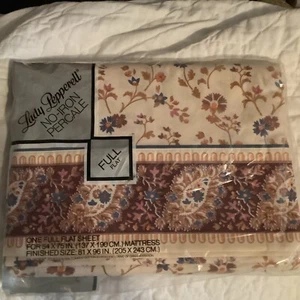 Lady Pepperell
NO-IRON
PERCALE
FULL
FLAT
ONE FULL FLAT SHEET
FOR 54 X 75 IN. (137 X 190 CM.) MATTRESS
FINISHED SIZE: 81 X 96 IN. (205 X 243 CM.)